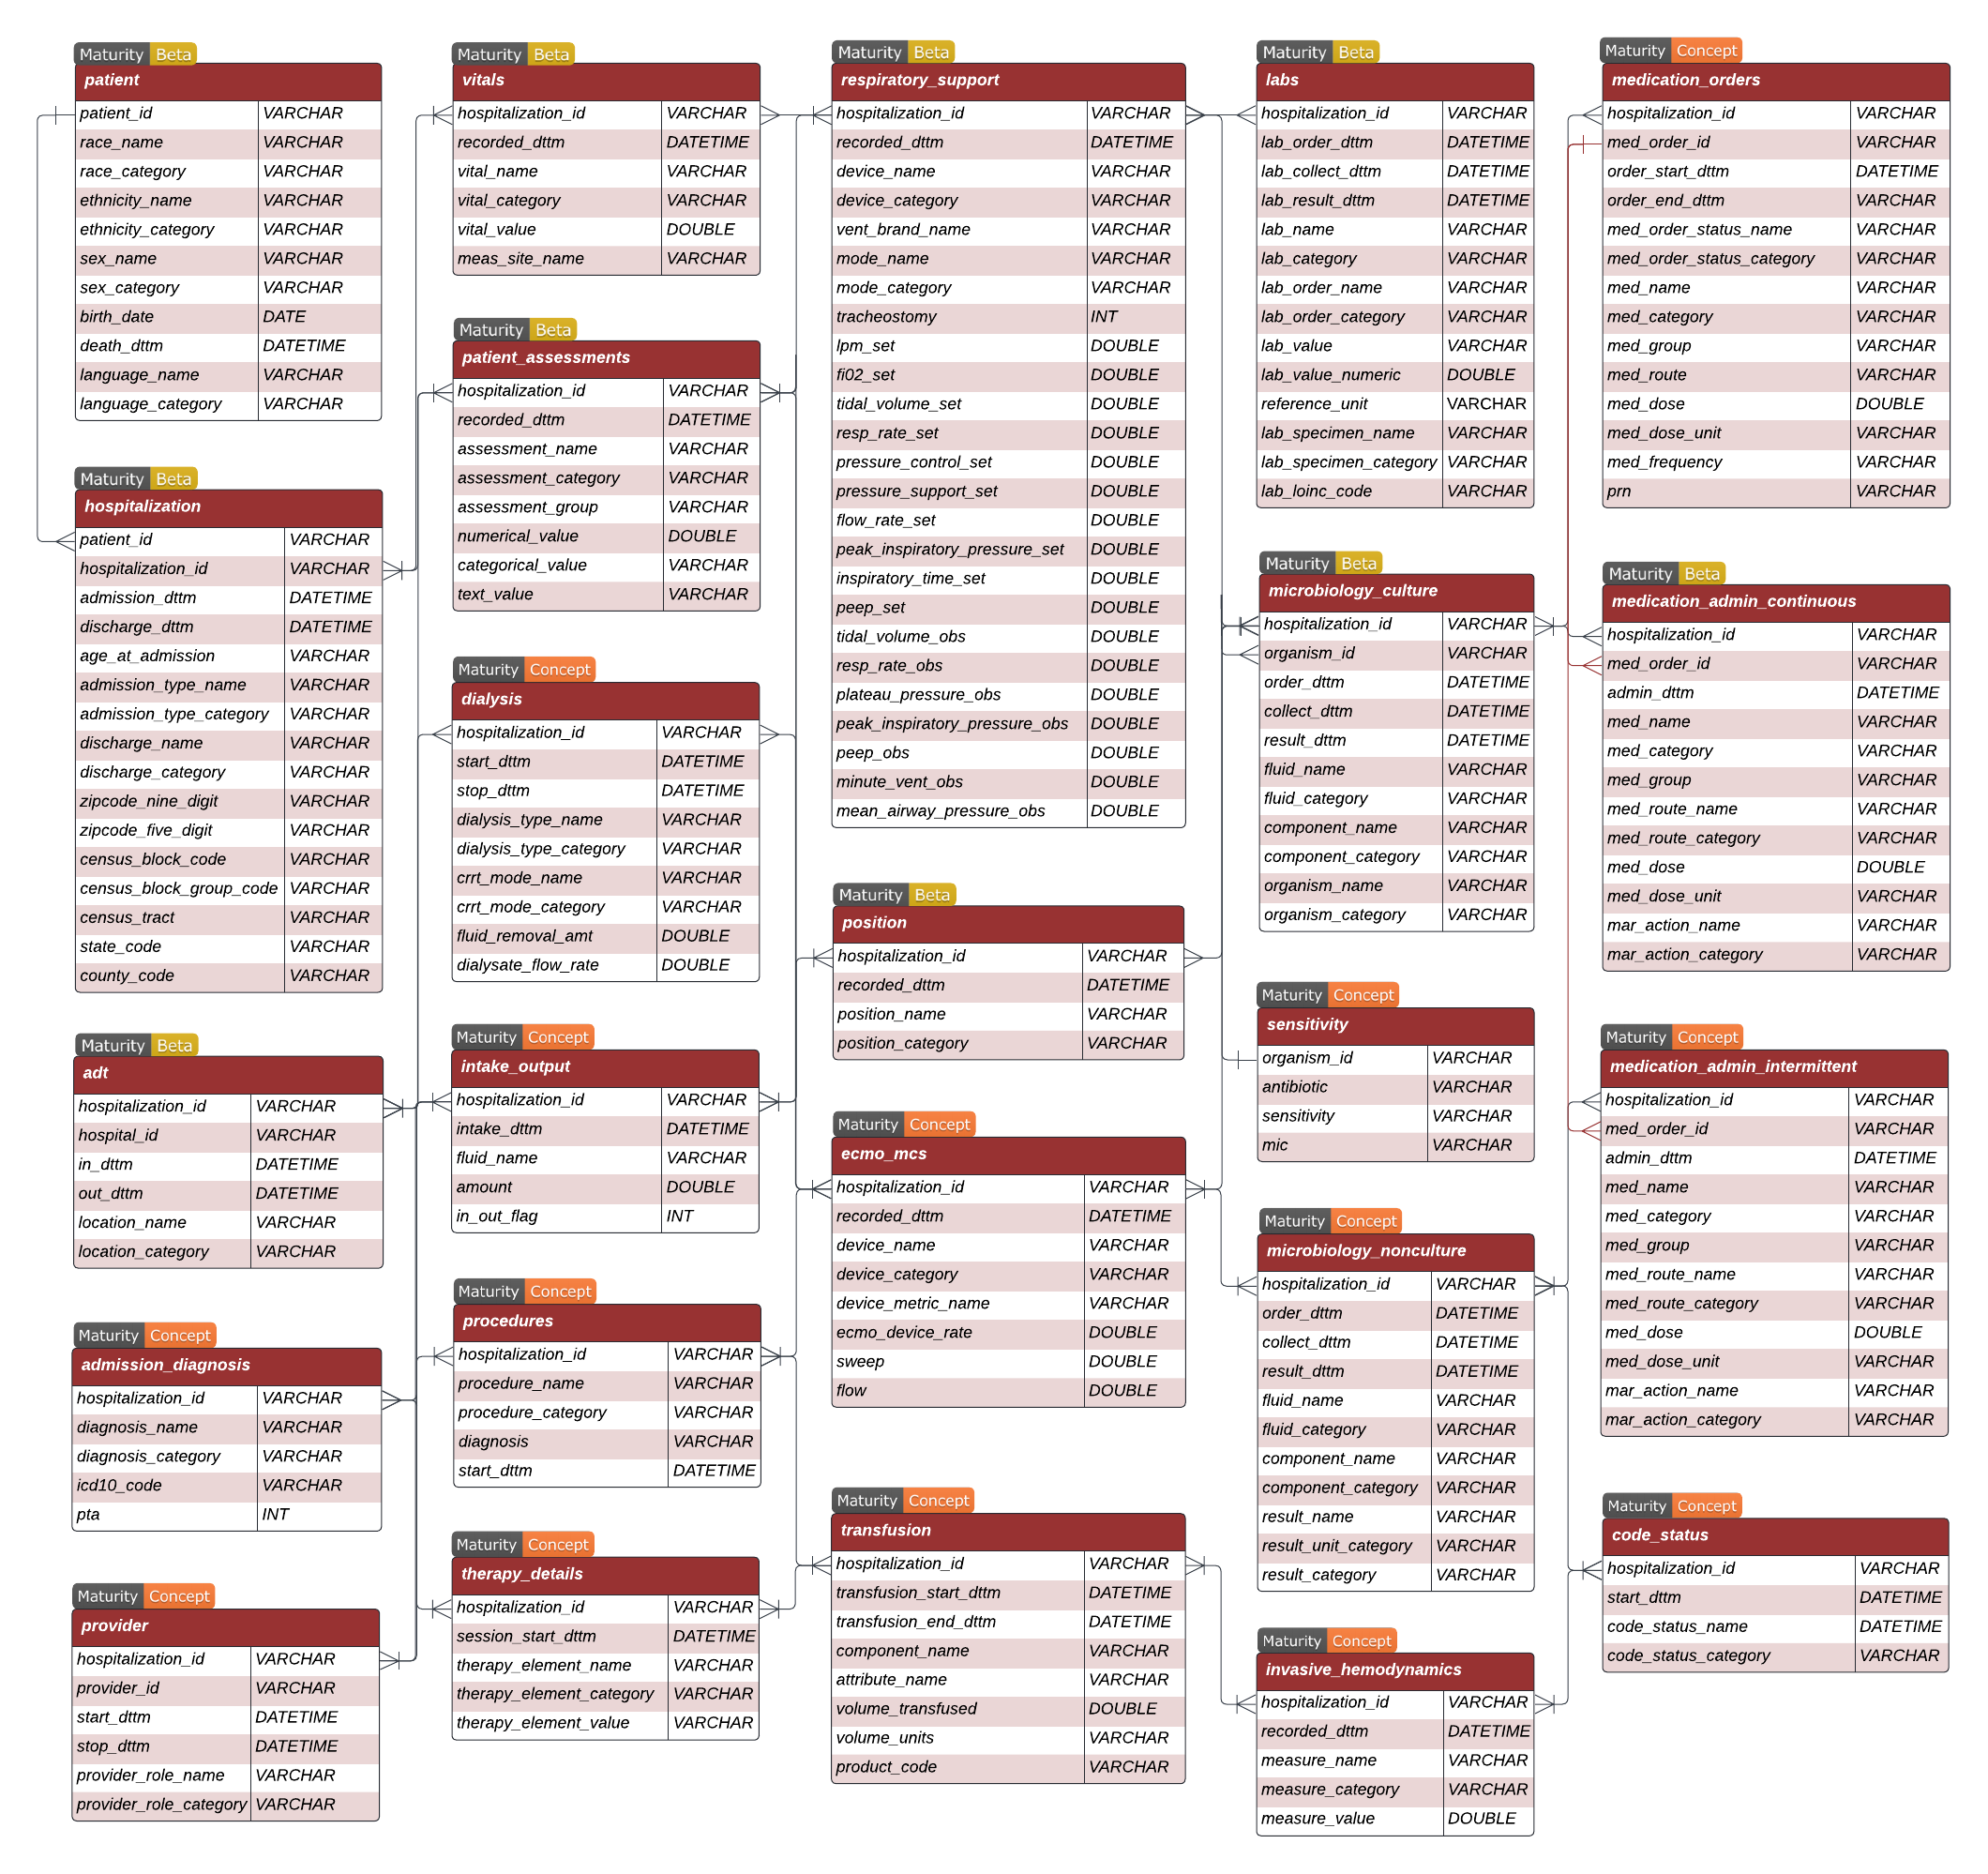 Maturity Beta
patient
patient_id VARCHAR
race_name VARCHAR
race_category VARCHAR
ethnicity_name VARCHAR
ethnicity_category VARCHAR
sex_name VARCHAR
sex_category VARCHAR
birth_date DATE
death_dttm DATETIME
language_name VARCHAR
language_category VARCHAR
Maturity Beta
hospitalization
patient_id VARCHAR
hospitalization_id VARCHAR
admission_dttm DATETIME
discharge_dttm DATETIME
age_at_admission VARCHAR
admission_type_name VARCHAR
admission_type_category VARCHAR
discharge_name VARCHAR
discharge_category VARCHAR
zipcode_nine_digit VARCHAR
zipcode_five_digit VARCHAR
census_block_code VARCHAR
census_block_group_code VARCHAR
census_tract VARCHAR
state_code VARCHAR
county_code VARCHAR
Maturity Beta
adt
hospitalization_id VARCHAR
hospital_id VARCHAR
in_dttm DATETIME
out_dttm DATETIME
location_name VARCHAR
location_category VARCHAR
Maturity Concept
admission_diagnosis
hospitalization_id VARCHAR
diagnosis_name VARCHAR
diagnosis_category VARCHAR
icd10_code VARCHAR
pta INT
Maturity Concept
provider
hospitalization_id VARCHAR
provider_id VARCHAR
start_dttm DATETIME
stop_dttm DATETIME
provider_role_name VARCHAR
provider_role_category VARCHAR
Maturity Beta
vitals
hospitalization_id VARCHAR
recorded_dttm DATETIME
vital_name VARCHAR
vital_category VARCHAR
vital_value DOUBLE
meas_site_name VARCHAR
Maturity Beta
patient_assessments
hospitalization_id VARCHAR
recorded_dttm DATETIME
assessment_name VARCHAR
assessment_category VARCHAR
assessment_group VARCHAR
numerical_value DOUBLE
categorical_value VARCHAR
text_value VARCHAR
Maturity Concept
dialysis
hospitalization_id VARCHAR
start_dttm DATETIME
stop_dttm DATETIME
dialysis_type_name VARCHAR
dialysis_type_category VARCHAR
crrt_mode_name VARCHAR
crrt_mode_category VARCHAR
fluid_removal_amt DOUBLE
dialysate_flow_rate DOUBLE
Maturity Concept
intake_output
hospitalization_id VARCHAR
intake_dttm DATETIME
fluid_name VARCHAR
amount DOUBLE
in_out_flag INT
Maturity Concept
procedures
hospitalization_id VARCHAR
procedure_name VARCHAR
procedure_category VARCHAR
diagnosis VARCHAR
start_dttm DATETIME
Maturity Concept
therapy_details
hospitalization_id VARCHAR
session_start_dttm DATETIME
therapy_element_name VARCHAR
therapy_element_category VARCHAR
therapy_element_value VARCHAR
Maturity Beta
respiratory_support
hospitalization_id VARCHAR
recorded_dttm DATETIME
device_name VARCHAR
device_category VARCHAR
vent_brand_name VARCHAR
mode_name VARCHAR
mode_category VARCHAR
tracheostomy INT
lpm_set DOUBLE
fi02_set DOUBLE
tidal_volume_set DOUBLE
resp_rate_set DOUBLE
pressure_control_set DOUBLE
pressure_support_set DOUBLE
flow_rate_set DOUBLE
peak_inspiratory_pressure_set DOUBLE
inspiratory_time_set DOUBLE
peep_set DOUBLE
tidal_volume_obs DOUBLE
resp_rate_obs DOUBLE
plateau_pressure_obs DOUBLE
peak_inspiratory_pressure_obs DOUBLE
peep_obs DOUBLE
minute_vent_obs DOUBLE
mean_airway_pressure_obs DOUBLE
Maturity Beta
position
hospitalization_id VARCHAR
recorded_dttm DATETIME
position_name VARCHAR
position_category VARCHAR
Maturity Concept
ecmo_mcs
hospitalization_id VARCHAR
recorded_dttm DATETIME
device_name VARCHAR
device_category VARCHAR
device_metric_name VARCHAR
ecmo_device_rate DOUBLE
sweep DOUBLE
flow DOUBLE
Maturity Concept
transfusion
hospitalization_id VARCHAR
transfusion_start_dttm DATETIME
transfusion_end_dttm DATETIME
component_name VARCHAR
attribute_name VARCHAR
volume_transfused DOUBLE
volume_units VARCHAR
product_code VARCHAR
Maturity Beta
labs
hospitalization_id VARCHAR
lab_order_dttm DATETIME
lab_collect_dttm DATETIME
lab_result_dttm DATETIME
lab_name VARCHAR
lab_category VARCHAR
lab_order_name VARCHAR
lab_order_category VARCHAR
lab_value VARCHAR
lab_value_numeric DOUBLE
reference_unit VARCHAR
lab_specimen_name VARCHAR
lab_specimen_category VARCHAR
lab_loinc_code VARCHAR
Maturity Beta
microbiology_culture
hospitalization_id VARCHAR
organism_id VARCHAR
order_dttm DATETIME
collect_dttm DATETIME
result_dttm DATETIME
fluid_name VARCHAR
fluid_category VARCHAR
component_name VARCHAR
component_category VARCHAR
organism_name VARCHAR
organism_category VARCHAR
Maturity Concept
sensitivity
organism_id VARCHAR
antibiotic VARCHAR
sensitivity VARCHAR
mic VARCHAR
Maturity Concept
microbiology_nonculture
hospitalization_id VARCHAR
order_dttm DATETIME
collect_dttm DATETIME
result_dttm DATETIME
fluid_name VARCHAR
fluid_category VARCHAR
component_name VARCHAR
component_category VARCHAR
result_name VARCHAR
result_unit_category VARCHAR
result_category VARCHAR
Maturity Concept
invasive_hemodynamics
hospitalization_id VARCHAR
recorded_dttm DATETIME
measure_name VARCHAR
measure_category VARCHAR
measure_value DOUBLE
Maturity Concept
medication_orders
hospitalization_id VARCHAR
med_order_id VARCHAR
order_start_dttm DATETIME
order_end_dttm VARCHAR
med_order_status_name VARCHAR
med_order_status_category VARCHAR
med_name VARCHAR
med_category VARCHAR
med_group VARCHAR
med_route VARCHAR
med_dose DOUBLE
med_dose_unit VARCHAR
med_frequency VARCHAR
prn VARCHAR
Maturity Beta
medication_admin_continuous
hospitalization_id VARCHAR
med_order_id VARCHAR
admin_dttm DATETIME
med_name VARCHAR
med_category VARCHAR
med_group VARCHAR
med_route_name VARCHAR
med_route_category VARCHAR
med_dose DOUBLE
med_dose_unit VARCHAR
mar_action_name VARCHAR
mar_action_category VARCHAR
Maturity Concept
medication_admin_intermittent
hospitalization_id VARCHAR
med_order_id VARCHAR
admin_dttm DATETIME
med_name VARCHAR
med_category VARCHAR
med_group VARCHAR
med_route_name VARCHAR
med_route_category VARCHAR
med_dose DOUBLE
med_dose_unit VARCHAR
mar_action_name VARCHAR
mar_action_category VARCHAR
Maturity Concept
code_status
hospitalization_id VARCHAR
start_dttm DATETIME
code_status_name DATETIME
code_status_category VARCHAR